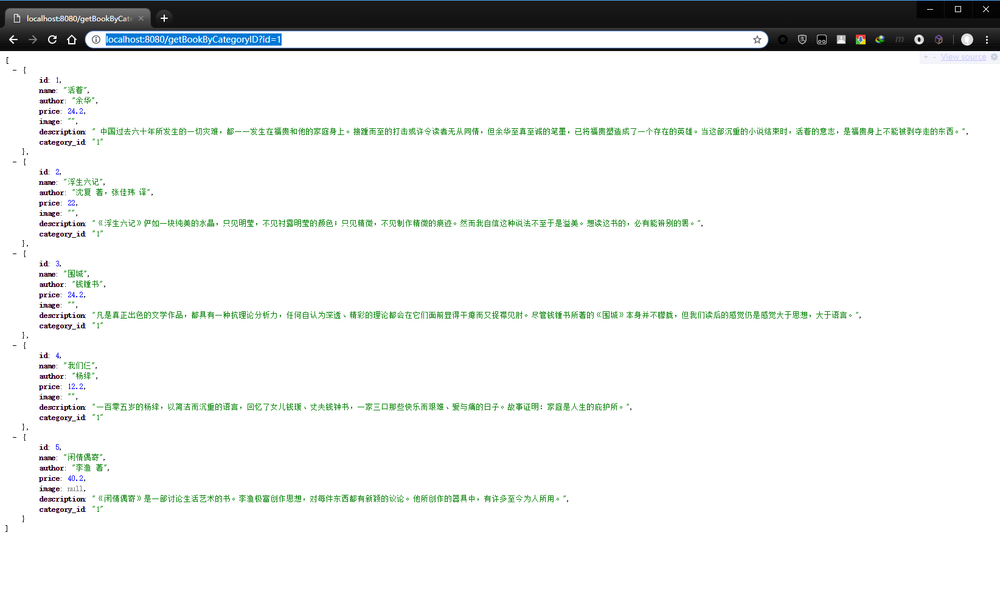 localhost:8080/getBookByCate
localhost:8080/getBookByCategoryID?id=1
+ - View source
[
- {
id: 1,
name: "活着",
author: "余华",
price: 24.2,
image: "",
description: " 中国过去六十年所发生的一切灾难，都一一发生在福贵和他的家庭身上。接踵而至的打击或许令读者无从同情，但余华至真至诚的笔墨，已将福贵塑造成了一个存在的英雄。当这部沉重的小说结束时，活着的意志，是福贵身上不能被剥夺走的东西。",
category_id: "1"
},
- {
id: 2,
name: "浮生六记",
author: "沈复 著，张佳玮 译",
price: 22,
image: "",
description: "《浮生六记》俨如一块纯美的水晶，只见明莹，不见衬露明莹的颜色；只见精微，不见制作精微的痕迹。然而我自信这种说法不至于是溢美。想读这书的，必有能辨别的罢。",
category_id: "1"
},
- {
id: 3,
name: "围城",
author: "钱锺书",
price: 24.2,
image: "",
description: "凡是真正出色的文学作品，都具有一种抗理论分析力，任何自认为深邃、精彩的理论都会在它们面前显得干瘪而又捉襟见肘。尽管钱锺书所著的《围城》本身并不朦胧，但我们读后的感觉仍是感觉大于思想，大于语言。",
category_id: "1"
},
- {
id: 4,
name: "我们仨",
author: "杨绛",
price: 12.2,
image: "",
description: "一百零五岁的杨绛，以简洁而沉重的语言，回忆了女儿钱瑗、丈夫钱钟书，一家三口那些快乐而艰难、爱与痛的日子。故事证明：家庭是人生的庇护所。",
category_id: "1"
},
- {
id: 5,
name: "闲情偶寄",
author: "李渔 著",
price: 40.2,
image: null,
description: "《闲情偶寄》是一部讨论生活艺术的书。李渔极富创作思想，对每件东西都有新颖的议论。他所创作的器具中，有许多至今为人所用。",
category_id: "1"
}
]